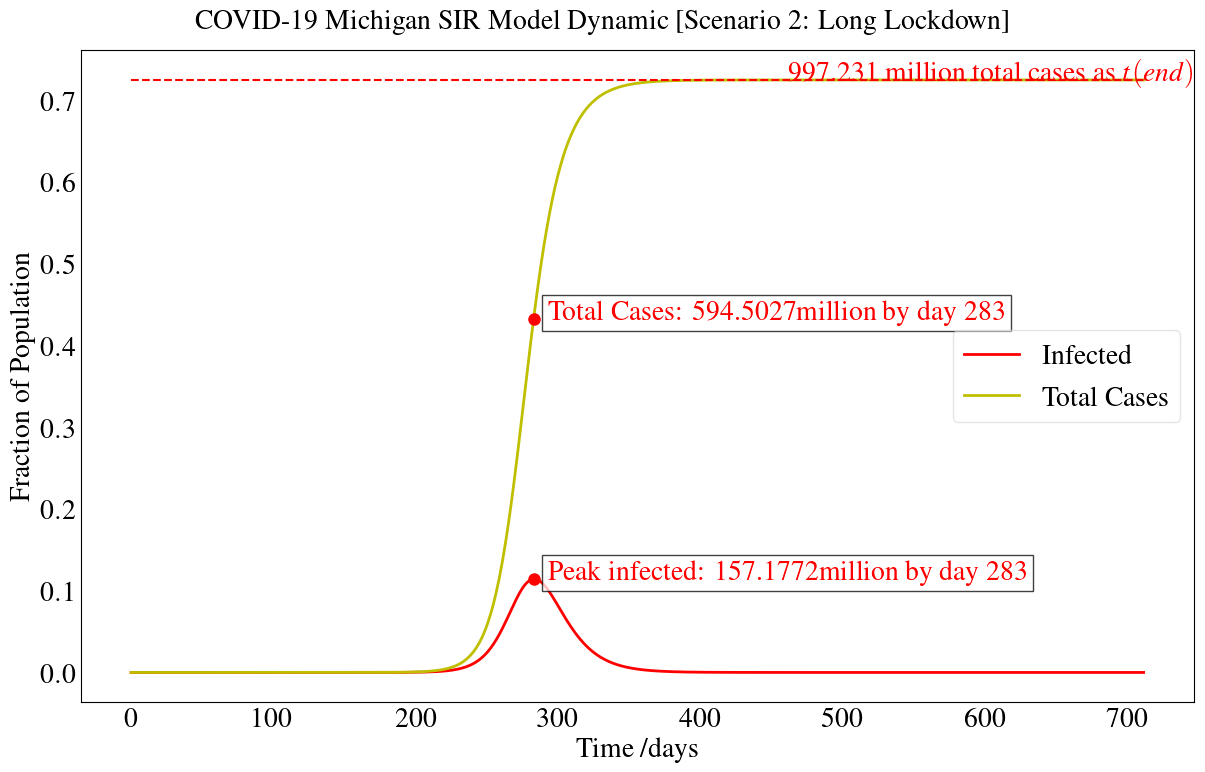 COVID-19 Michigan SIR Model Dynamic [Scenario 2: Long Lockdown]
997.231 million total cases as t(end)
0.7
0.6
0.5
Total Cases: 594.5027million by day 283
0.4
Infected
Total Cases
0.3
Fraction of Population
0.2
Peak infected: 157.1772million by day 283
0.1
0.0
0 100 200 300 400 500 600 700
Time /days